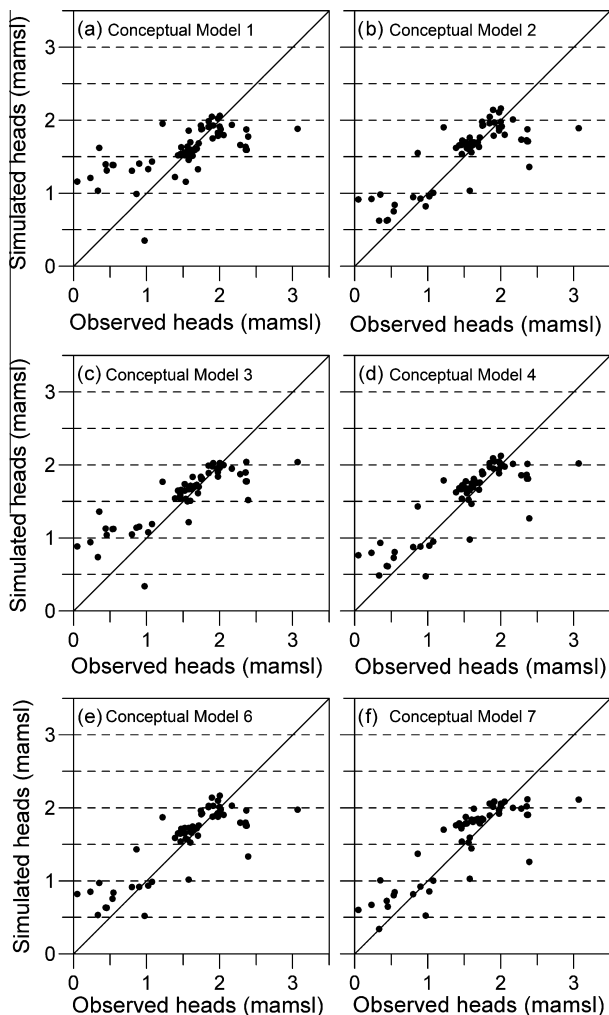 (a) Conceptual Model 1
(b) Conceptual Model 2
Simulated heads (mamsl)
3
2
1
0
0 1 2 3
0 1 2 3
Observed heads (mamsl)
Observed heads (mamsl)
(c) Conceptual Model 3
(d) Conceptual Model 4
Simulated heads (mamsl)
3
2
1
0
0 1 2 3
0 1 2 3
Observed heads (mamsl)
Observed heads (mamsl)
(e) Conceptual Model 6
(f) Conceptual Model 7
Simulated heads (mamsl)
3
2
1
0
0 1 2 3
0 1 2 3
Observed heads (mamsl)
Observed heads (mamsl)